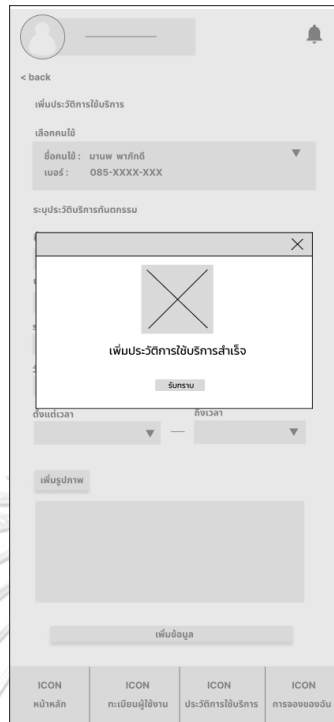 < back
เพิ่มประวัติการใช้บริการ
เลือกคนไข้
ชื่อคนไข้ : มานพ พาภักดี
เบอร์ : 085-XXXX-XXX
ระบุประวัติบริการทันตกรรม
เพิ่มประวัติการใช้บริการสำเร็จ
รับทราบ
ตั้งแต่เวลา
ถึงเวลา
เพิ่มรูปภาพ
เพิ่มข้อมูล
ICON ICON ICON ICON
หน้าหลัก ทะเบียนผู้ใช้งาน ประวัติการใช้บริการ การจองของฉัน